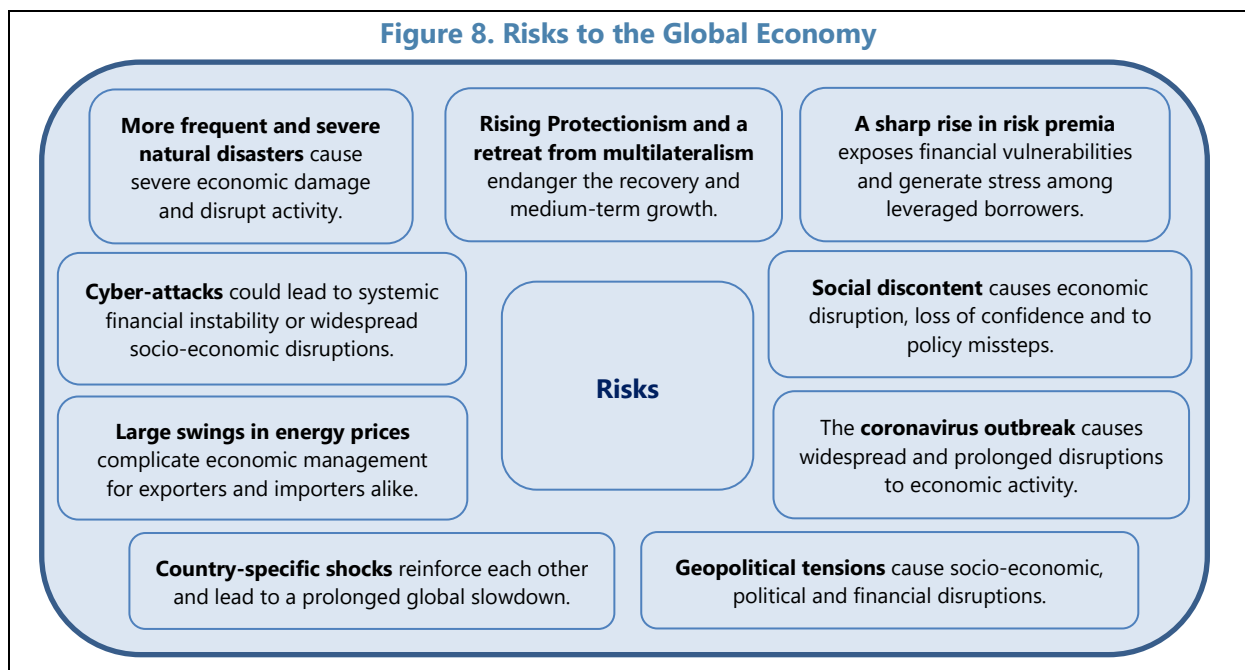 Figure 8. Risks to the Global Economy
More frequent and severe
natural disasters cause
severe economic damage
and disrupt activity.
Rising Protectionism and a
retreat from multilateralism
endanger the recovery and
medium-term growth.
A sharp rise in risk premia
exposes financial vulnerabilities
and generate stress among
leveraged borrowers.
Cyber-attacks could lead to systemic
financial instability or widespread
socio-economic disruptions.
Social discontent causes economic
disruption, loss of confidence and to
policy missteps.
Risks
Large swings in energy prices
complicate economic management
for exporters and importers alike.
The coronavirus outbreak causes
widespread and prolonged disruptions
to economic activity.
Country-specific shocks reinforce each other
and lead to a prolonged global slowdown.
Geopolitical tensions cause socio-economic,
political and financial disruptions.